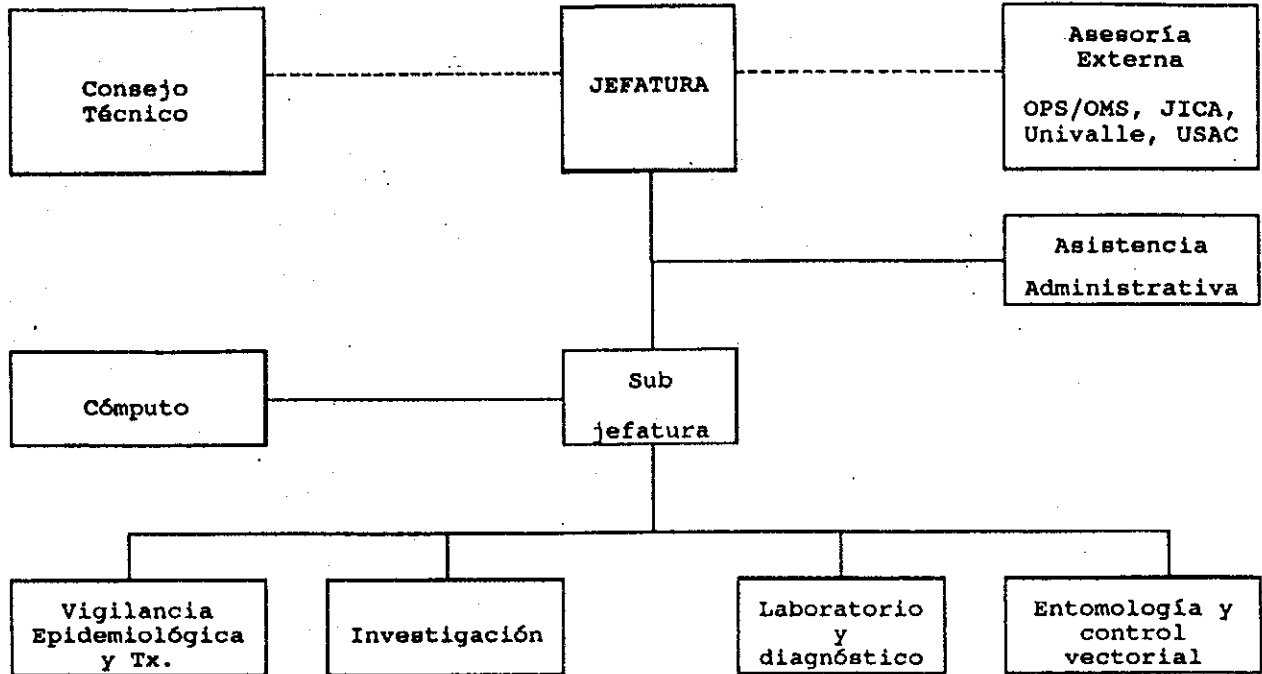 Consejo
Técnico
JEFATURA
Asesoría
Externa
OPS/OMS, JICA,
Univalle, USAC
Asistencia
Administrativa
Cómputo
Sub
jefatura
Vigilancia
Epidemiológica
y Tx.
Investigación
Laboratorio
y
diagnóstico
Entomología y
control
vectorial